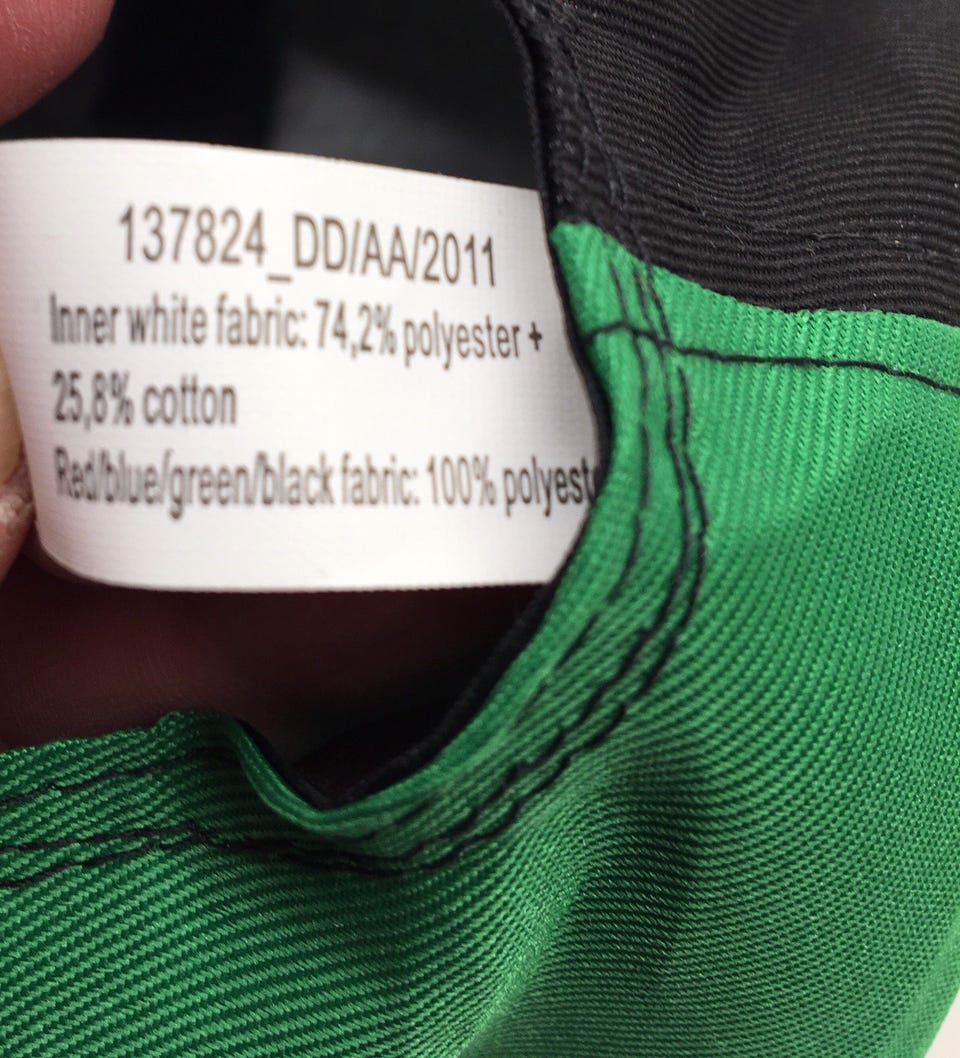 137824_DD/AA/2011
Inner white fabric: 74,2% polyester +
25,8% cotton
Red/blue/green/black fabric: 100% polyest